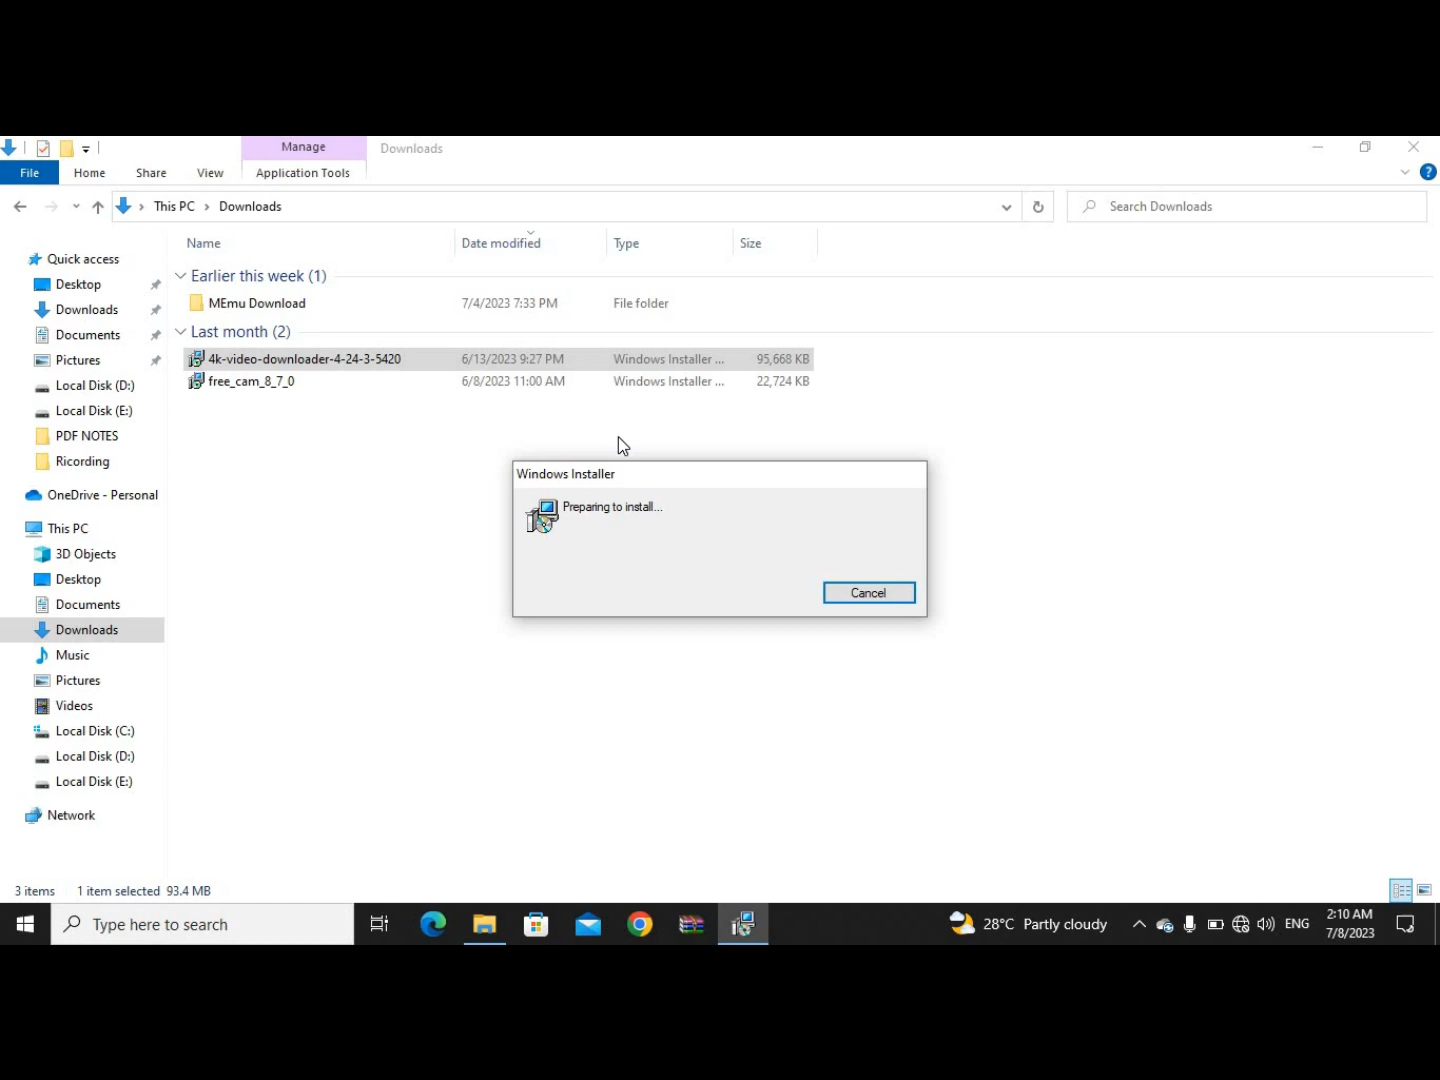 Manage
Downloads
File
Home
Share
View
Application Tools
This PC
Downloads
Search Downloads
Name
Date modified
Type
Size
Quick access
Desktop
Downloads
Documents
Pictures
Local Disk (D:)
Local Disk (E:)
PDF NOTES
Ricording
OneDrive - Personal
This PC
3D Objects
Desktop
Documents
Downloads
Music
Pictures
Videos
Local Disk (C:)
Local Disk (D:)
Local Disk (E:)
Network
Earlier this week (1)
MEmu Download 7/4/2023 7:33 PM File folder
Last month (2)
4k-video-downloader-4-24-3-5420 6/13/2023 9:27 PM Windows Installer ... 95,668 KB
free_cam_8_7_0 6/8/2023 11:00 AM Windows Installer ... 22,724 KB
Windows Installer
Preparing to install...
Cancel
3 items 1 item selected 93.4 MB
Type here to search
28°C Partly cloudy
ENG
2:10 AM
7/8/2023